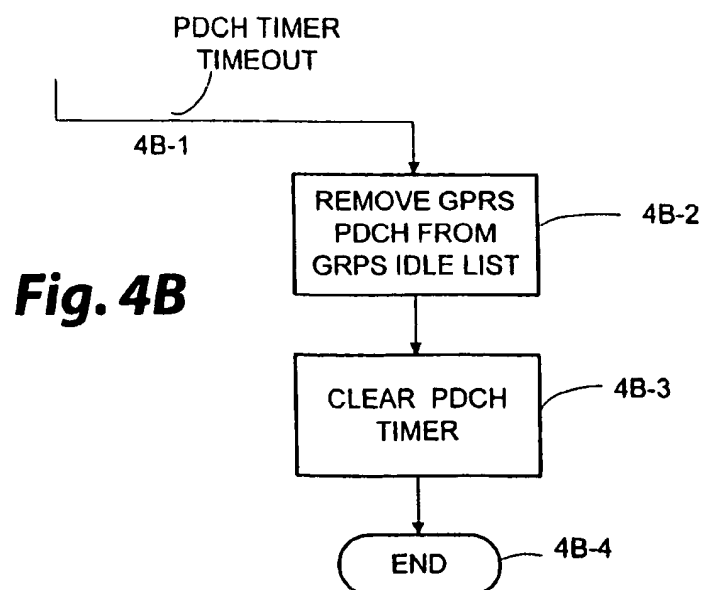 PDCH TIMER
TIMEOUT
4B-1
REMOVE GPRS
PDCH FROM
GRPS IDLE LIST
4B-2
Fig. 4B
CLEAR PDCH
TIMER
4B-3
END
4B-4